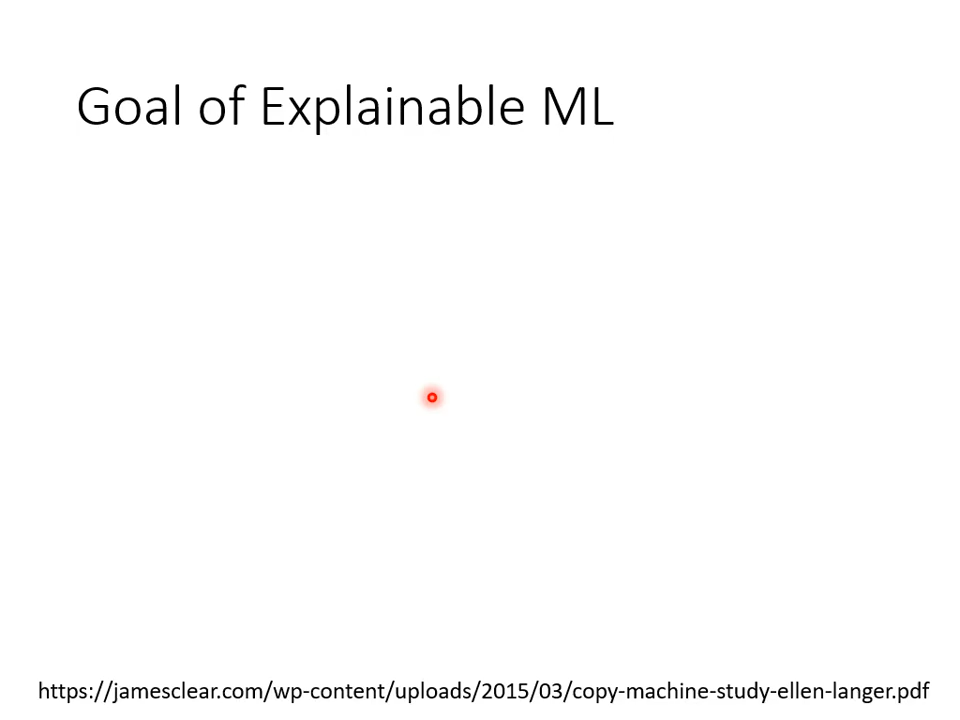 Goal of Explainable ML
https://jamesclear.com/wp-content/uploads/2015/03/copy-machine-study-ellen-langer.pdf